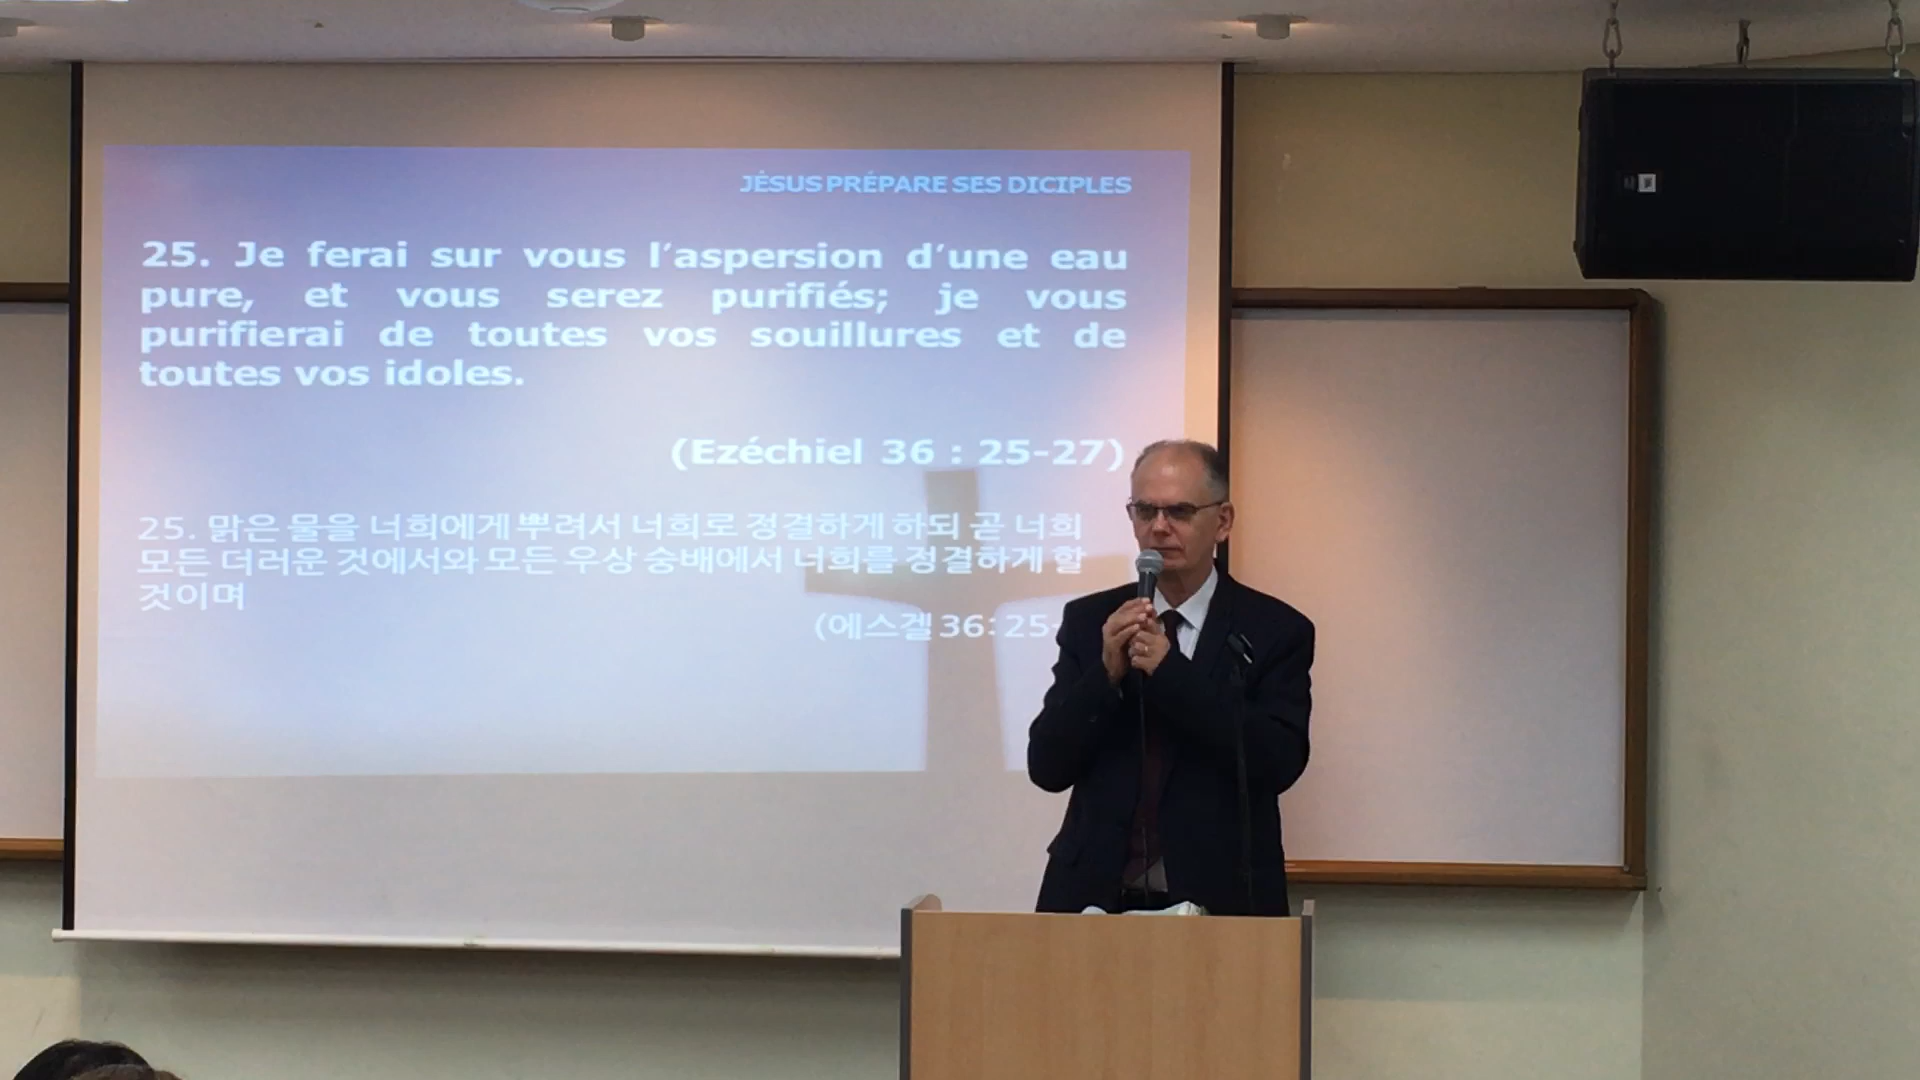 JÉSUS PRÉPARE SES DICIPLES
25. Je ferai sur vous l'aspersion d'une eau
pure, et vous serez purifiés; je vous
purifierai de toutes vos souillures et de
toutes vos idoles.
(Ezéchiel 36 : 25-27)
25. 맑은 물을 너희에게 뿌려서 너희로 정결하게 하되 곧 너희
모든 더러운 것에서와 모든 우상 숭배에서 너희를 정결하게 할
것이며
(에스겔 36: 25-